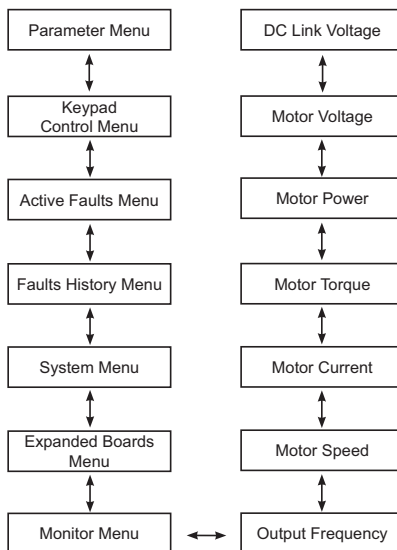 Parameter Menu
Keypad
Control Menu
Active Faults Menu
Faults History Menu
System Menu
Expanded Boards
Menu
Monitor Menu
DC Link Voltage
Motor Voltage
Motor Power
Motor Torque
Motor Current
Motor Speed
Output Frequency